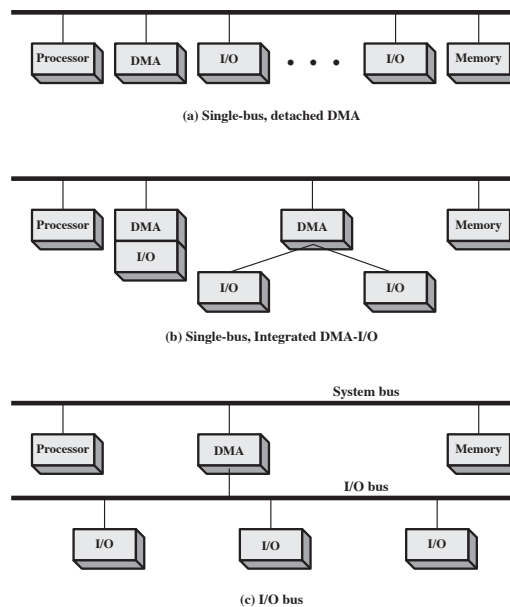 Processor DMA I/O • • • I/O Memory
(a) Single-bus, detached DMA
Processor DMA DMA Memory
I/O
I/O I/O
(b) Single-bus, Integrated DMA-I/O
System bus
Processor DMA Memory
I/O bus
I/O I/O I/O
(c) I/O bus